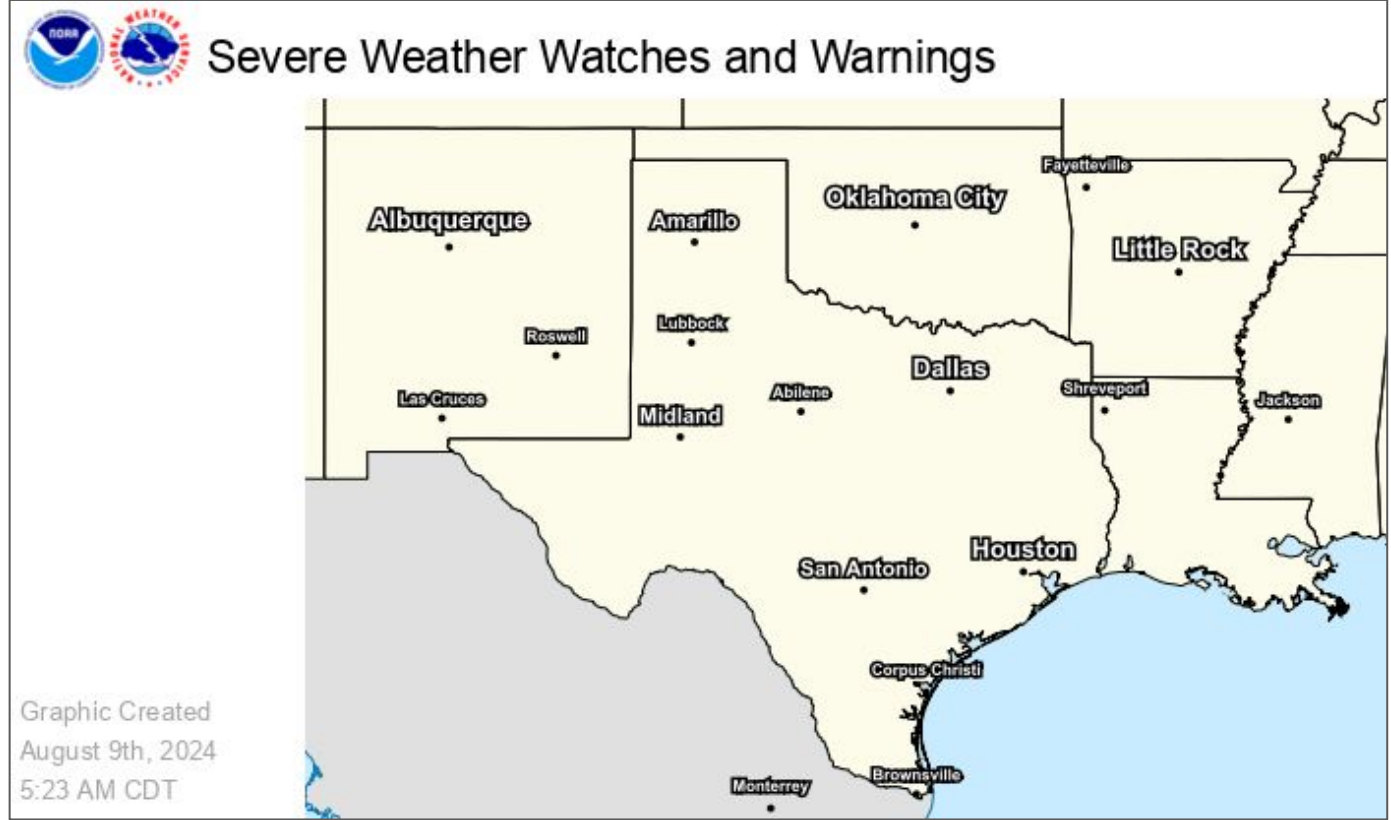 NOAA
NATIONAL WEATHER SERVICE
Severe Weather Watches and Warnings
Fayetteville
Oklahoma City
Albuquerque
Amarillo
Little Rock
Lubbock
Roswell
Dallas
Shreveport
Abilene
Las Cruces
Jackson
Midland
Houston
San Antonio
Corpus Christi
Graphic Created
August 9th, 2024
5:23 AM CDT
Brownsville
Monterrey